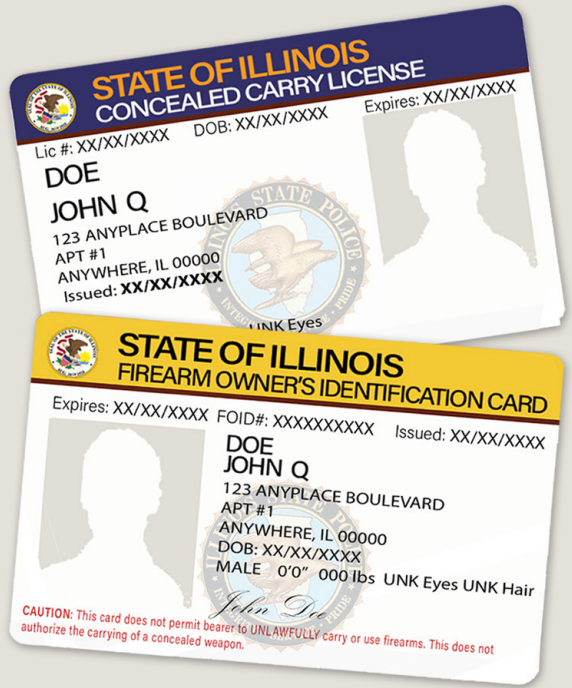 STATE OF ILLINOIS
CONCEALED CARRY LICENSE
Lic #: XX/XX/XXXX DOB: XX/XX/XXXX Expires: XX/XX/XXXX
DOE
JOHN Q
123 ANYPLACE BOULEVARD
APT #1
ANYWHERE, IL 00000
Issued: XX/XX/XXXX
STATE POLICE
PRIDE
UNK Eyes
STATE OF ILLINOIS
FIREARM OWNER'S IDENTIFICATION CARD
Expires: XX/XX/XXXX FOID#: XXXXXXXXXX Issued: XX/XX/XXXX
DOE
JOHN Q
123 ANYPLACE BOULEVARD
APT #1
ANYWHERE, IL 00000
DOB: XX/XX/XXXX
MALE 0'0" 000 lbs UNK Eyes UNK Hair
John Doe
CAUTION: This card does not permit bearer to UNLAWFULLY carry or use firearms. This does not
authorize the carrying of a concealed weapon.